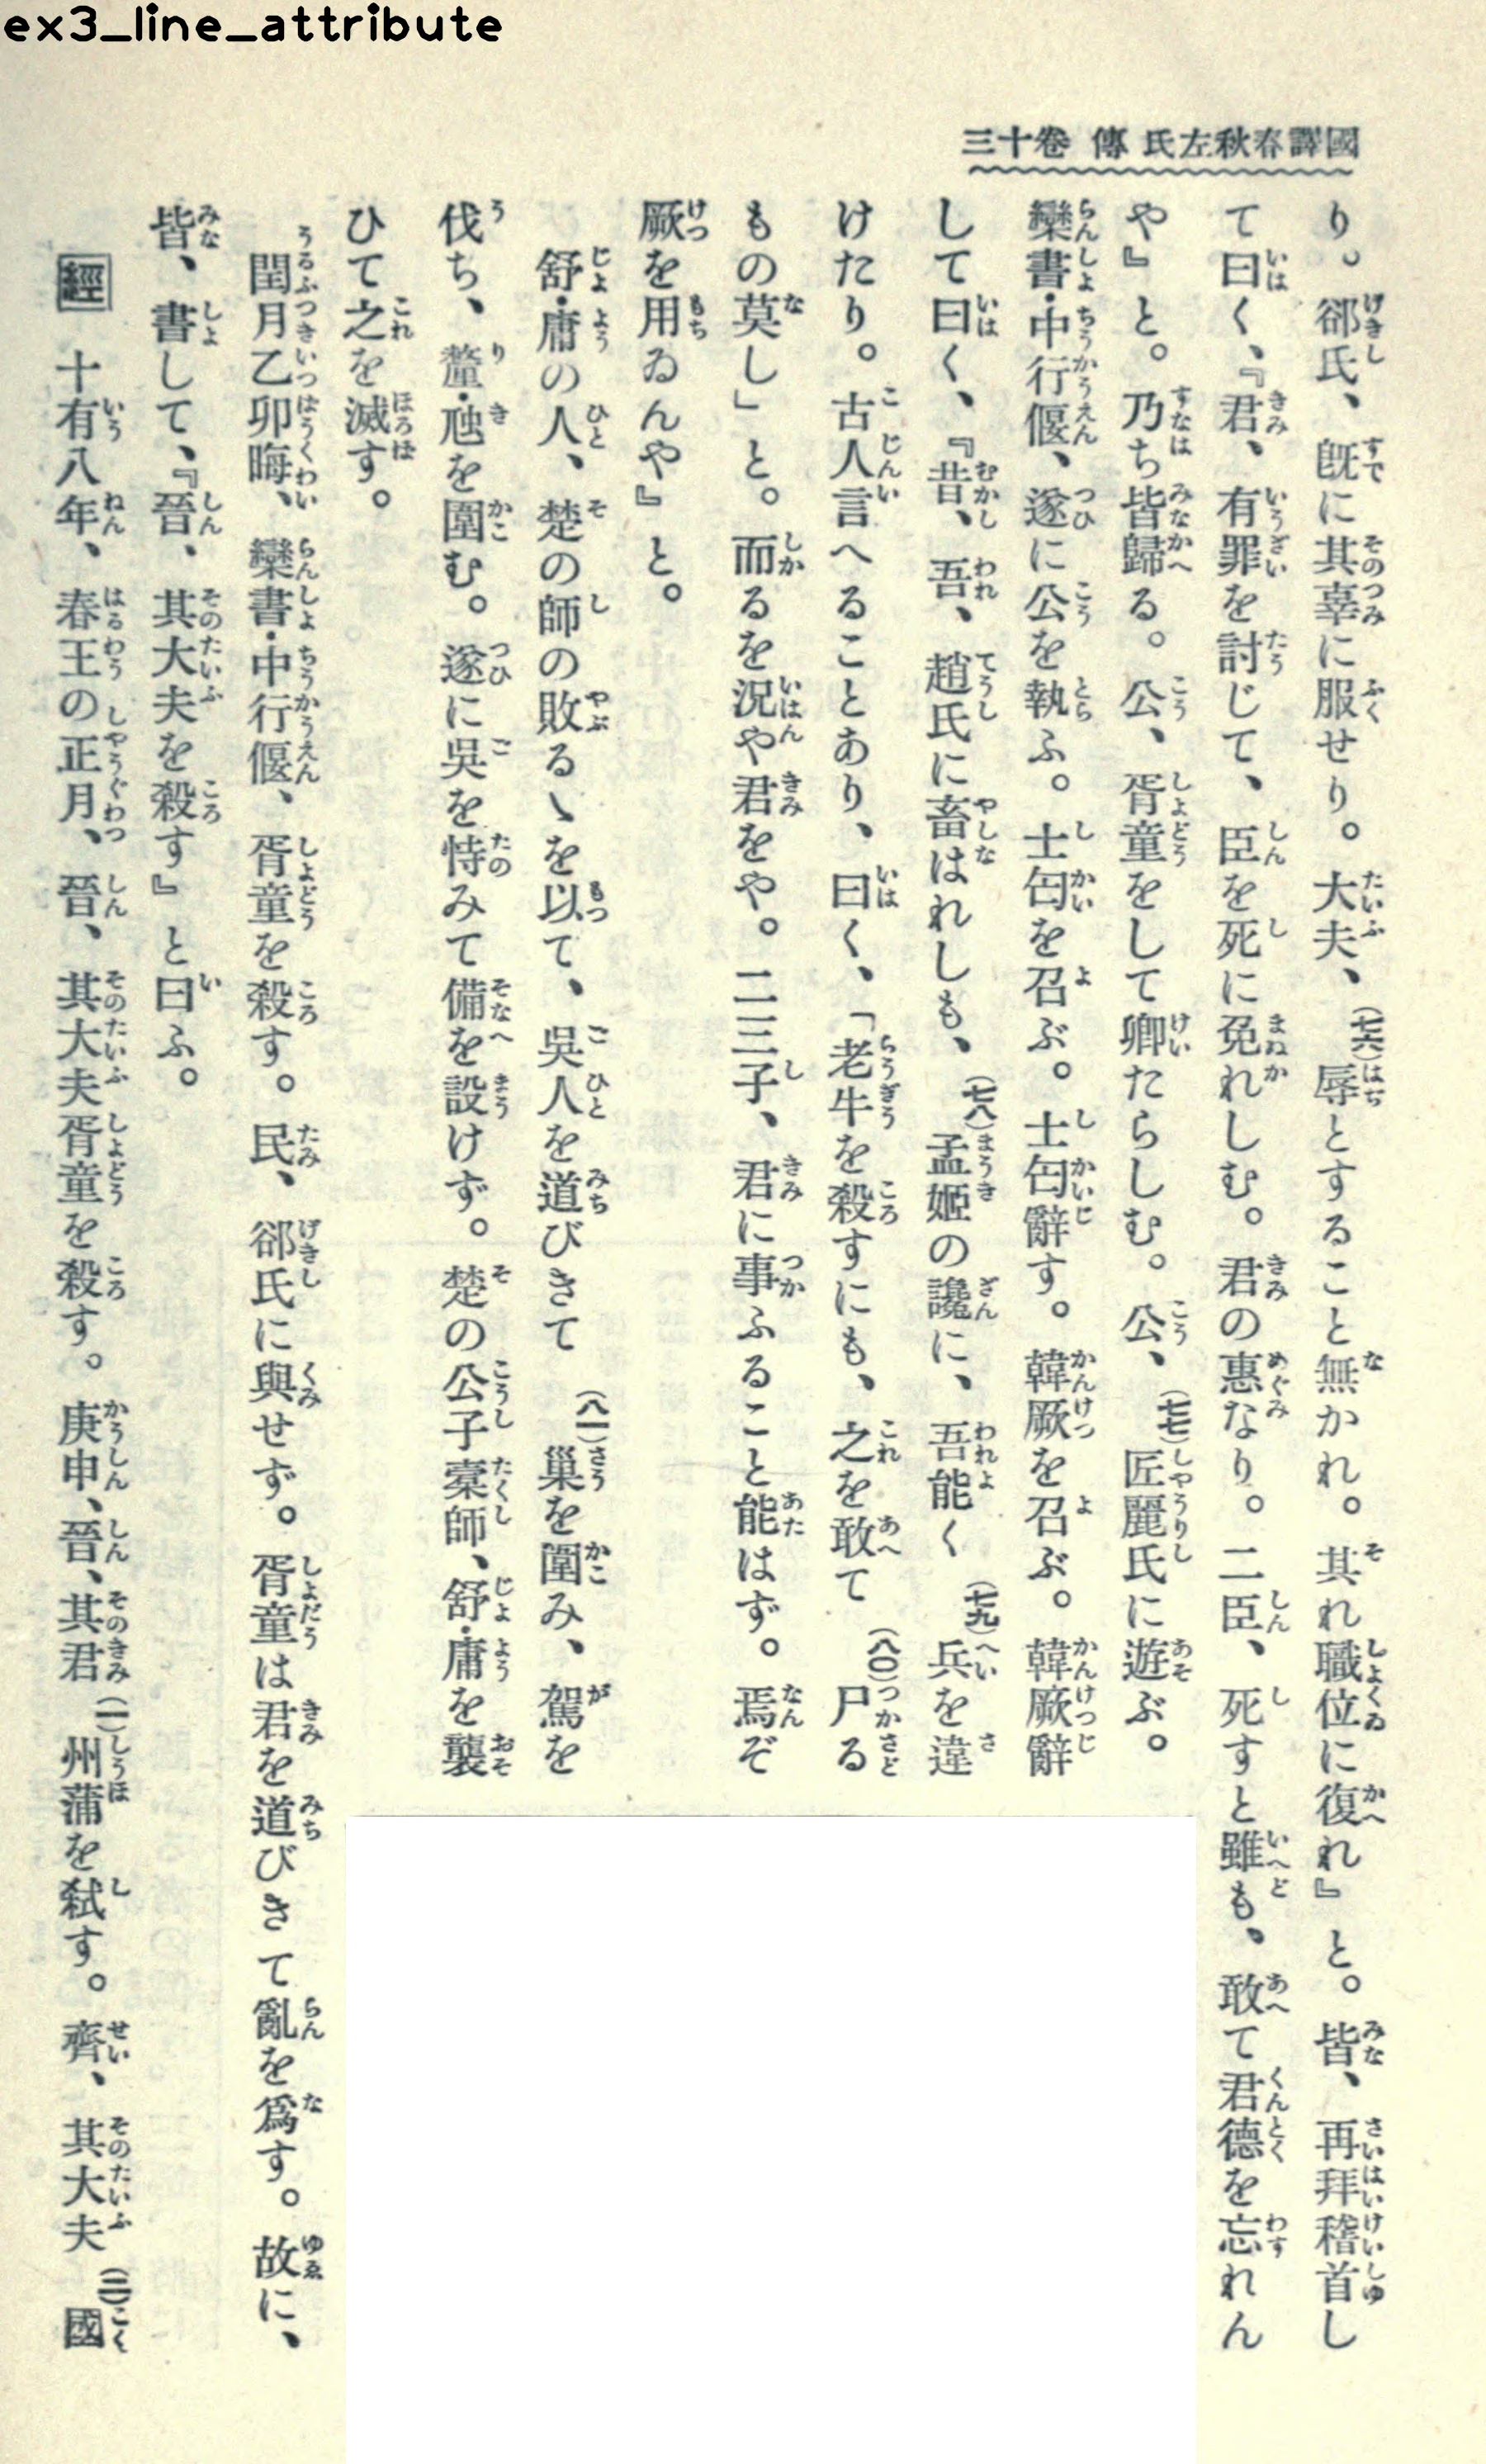 ex3_line_attribute
國譯春秋左氏傳 卷十三
り。郤氏、既に其辜に服せり。大夫、(七六)辱とすること無かれ。其れ職位に復れ』と。皆、再拜稽首し
て曰く、『君、有罪を討じて、臣を死に免れしむ。君の惠なり。二臣、死すと雖も、敢て君德を忘れん
や』と。乃ち皆歸る。公、胥童をして卿たらしむ。公、(七七)匠麗氏に遊ぶ。
欒書・中行偃、遂に公を執ふ。士匄を召ぶ。士匄辭す。韓厥を召ぶ。韓厥辭
して曰く、『昔、吾、趙氏に畜はれしも、(七八)孟姬の讒に、吾能く(七九)兵を違
けたり。古人言へることあり、曰く、「老牛を殺すにも、之を敢て(八〇)尸る
もの莫し」と。而るを況や君をや。二三子、君に事ふること能はず。焉ぞ
厥を用ゐんや』と。
舒・庸の人、楚の師の敗るゝを以て、吳人を道びきて(八一)巢を圍み、駕を
伐ち、釐・虺を圍む。遂に吳を恃みて備を設けず。楚の公子橐師、舒・庸を襲
ひて之を滅す。
閏月乙卯晦、欒書・中行偃、胥童を殺す。民、郤氏に與せず。胥童は君を道びきて亂を爲す。故に、
皆、書して、『晉、其大夫を殺す』と曰ふ。
經 十有八年、春王の正月、晉、其大夫胥童を殺す。庚申、晉、其君(一)州蒲を弑す。齊、其大夫(二)國